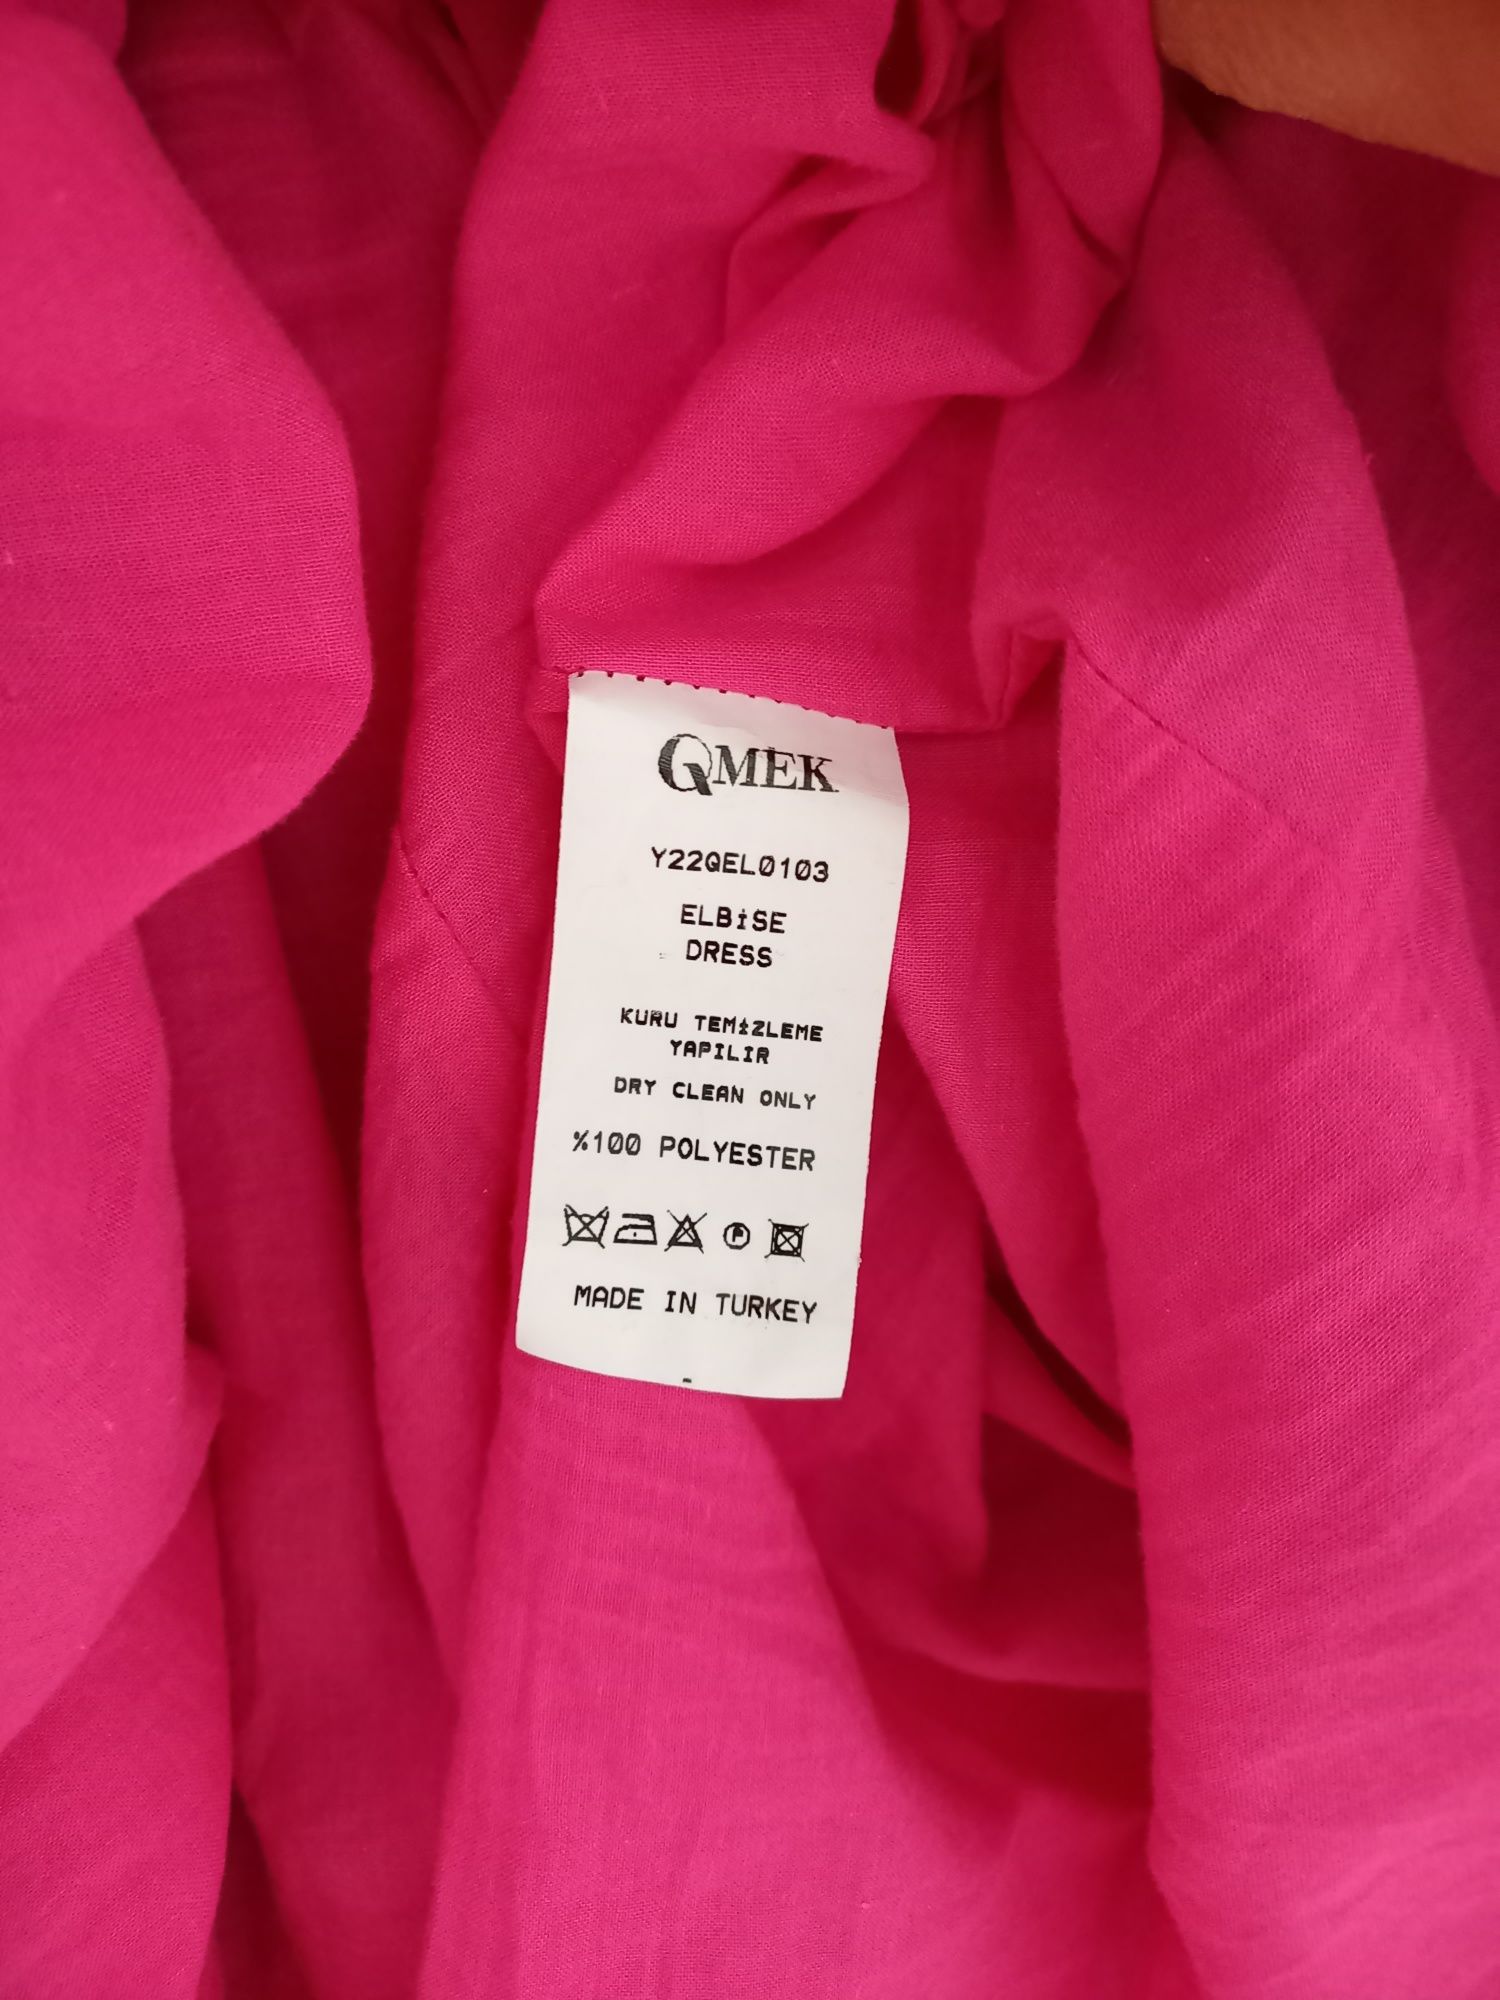 QMEK
Y22QEL0103
ELBİSE
DRESS
KURU TEMİZLEME
YAPILIR
DRY CLEAN ONLY
%100 POLYESTER
P
MADE IN TURKEY